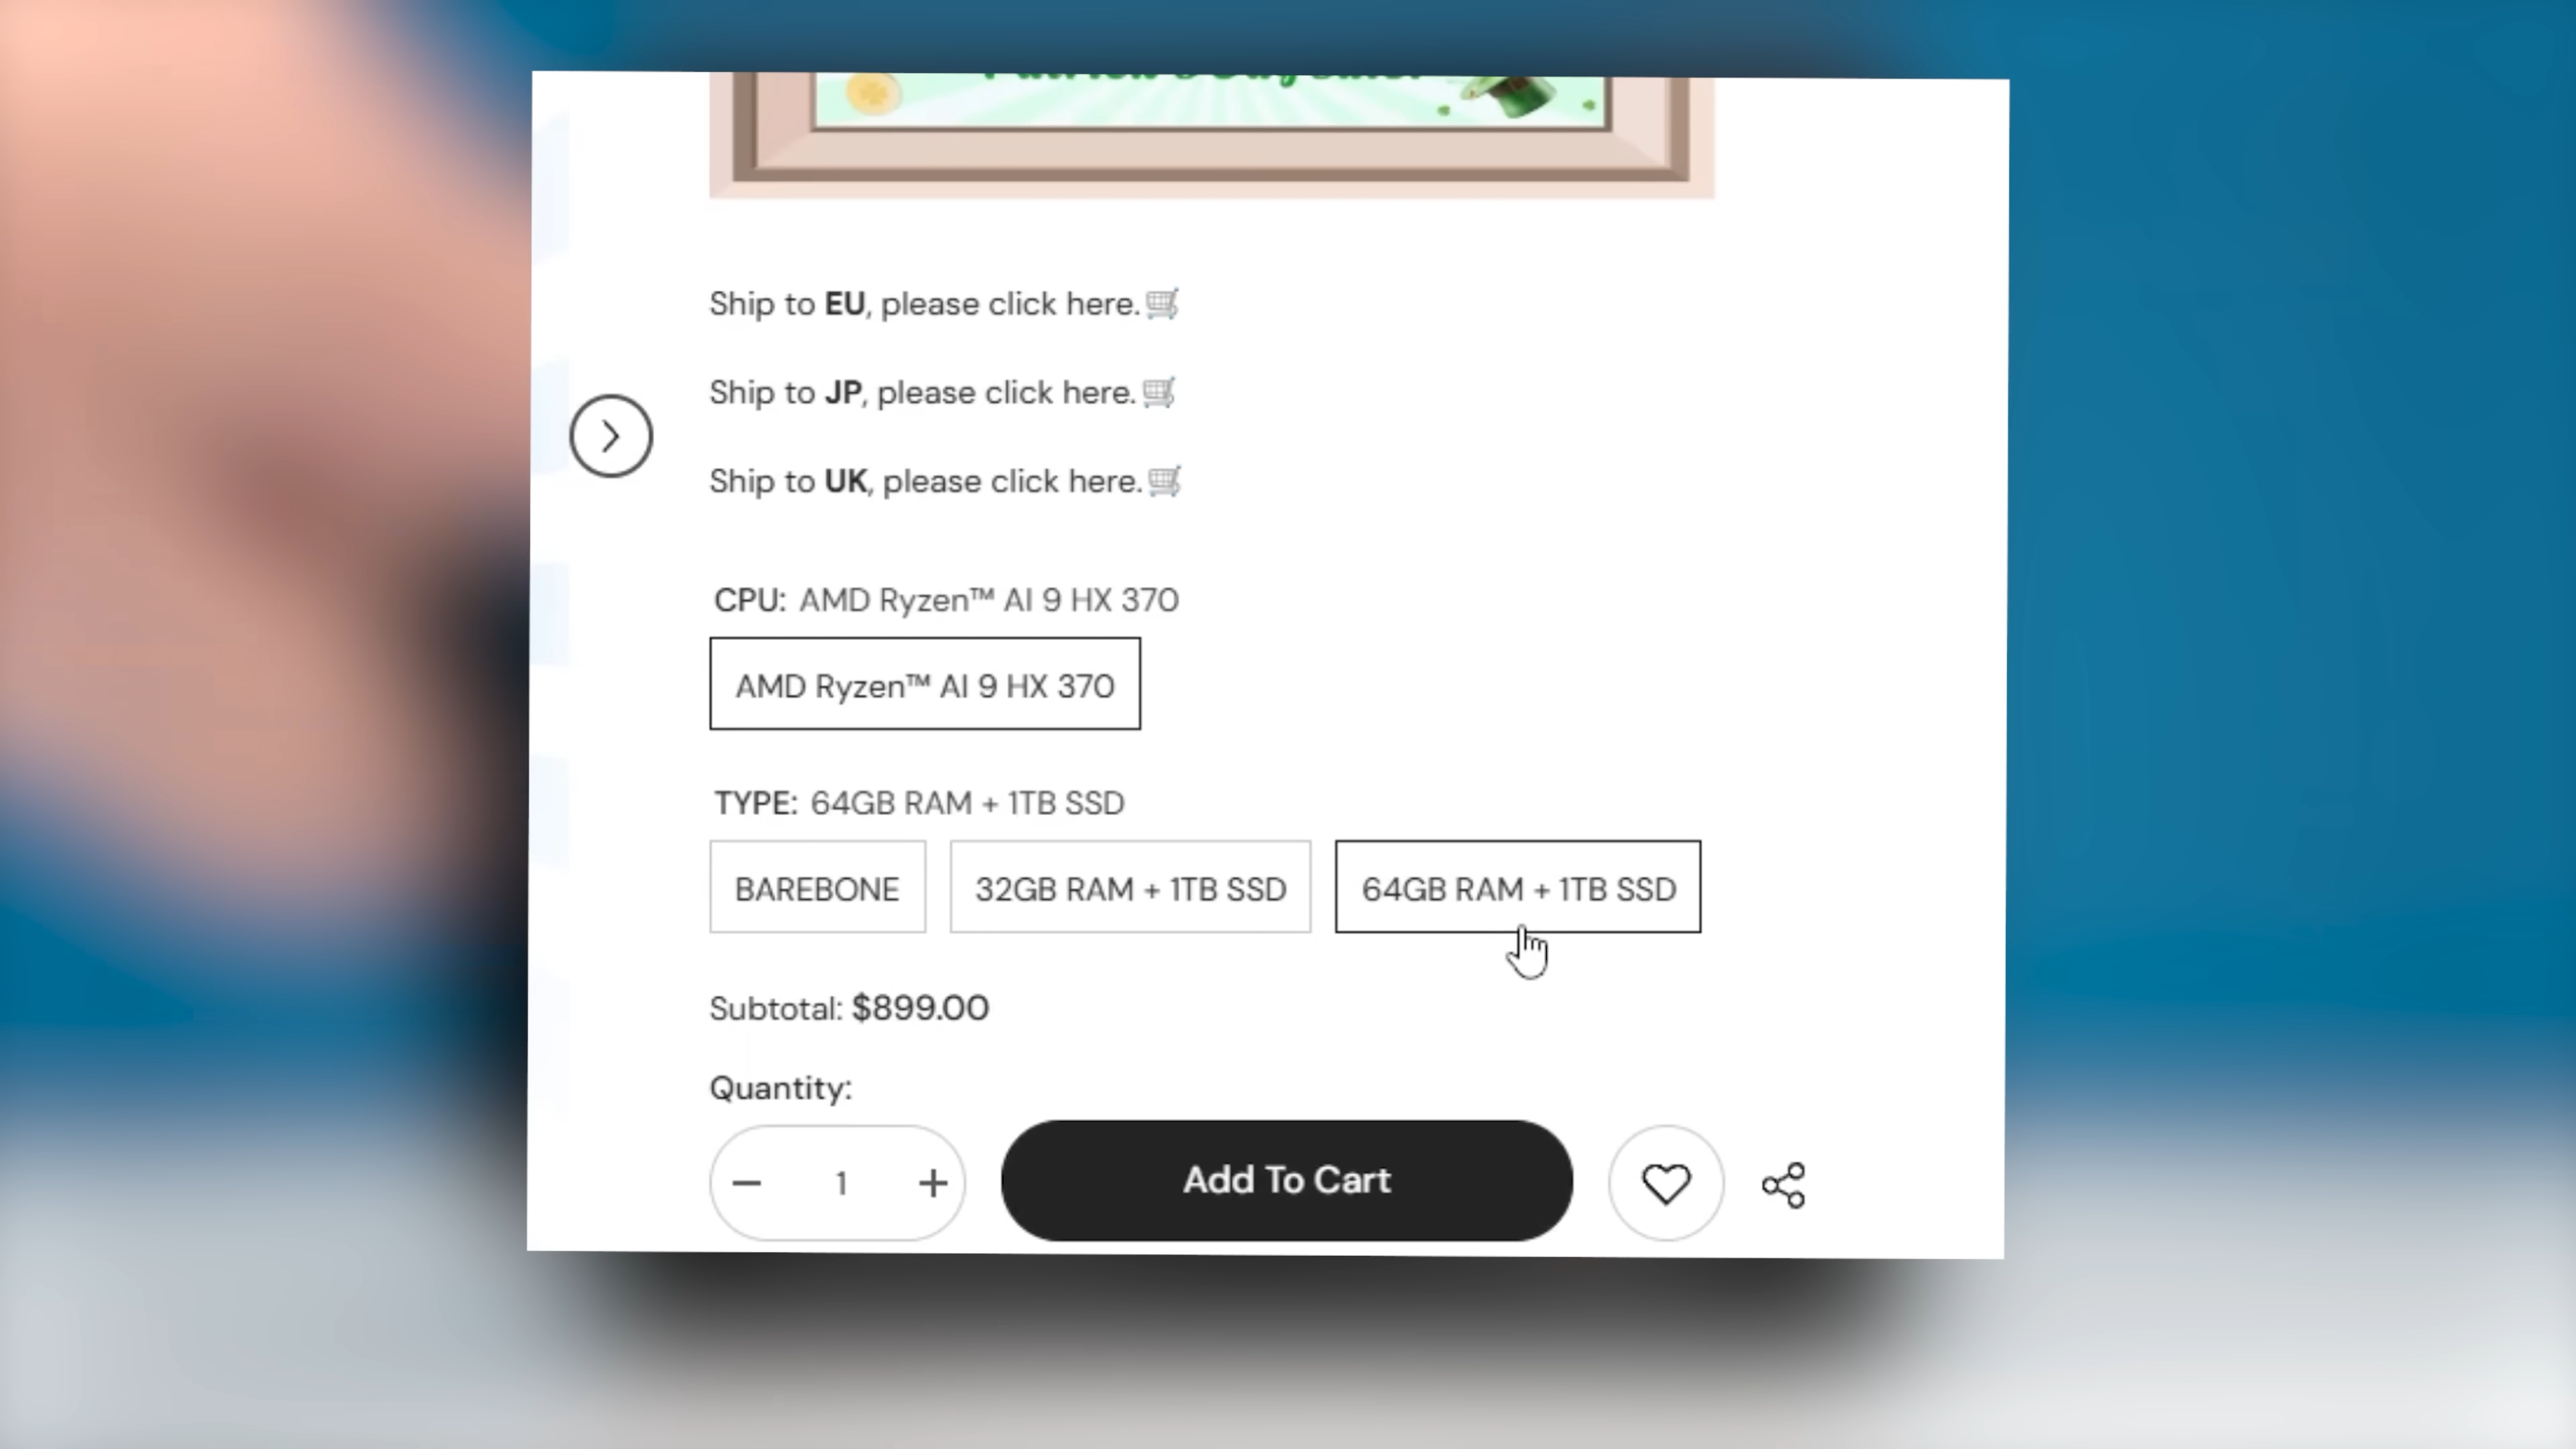 Ship to EU, please click here.
Ship to JP, please click here.
Ship to UK, please click here.
CPU: AMD Ryzen™ AI 9 HX 370
AMD Ryzen™ AI 9 HX 370
TYPE: 64GB RAM + 1TB SSD
BAREBONE
32GB RAM + 1TB SSD
64GB RAM + 1TB SSD
Subtotal: $899.00
Quantity:
1
Add To Cart